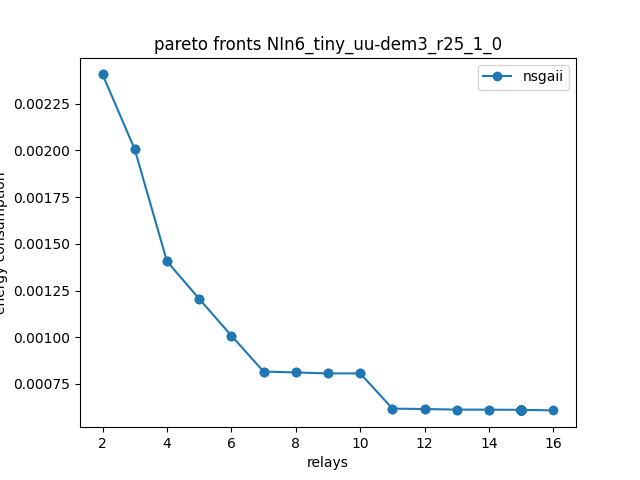 pareto fronts NIn6_tiny_uu-dem3_r25_1_0
nsgaii
0.00225
0.00200
0.00175
0.00150
0.00125
0.00100
0.00075
energy consumption
2 4 6 8 10 12 14 16
relays